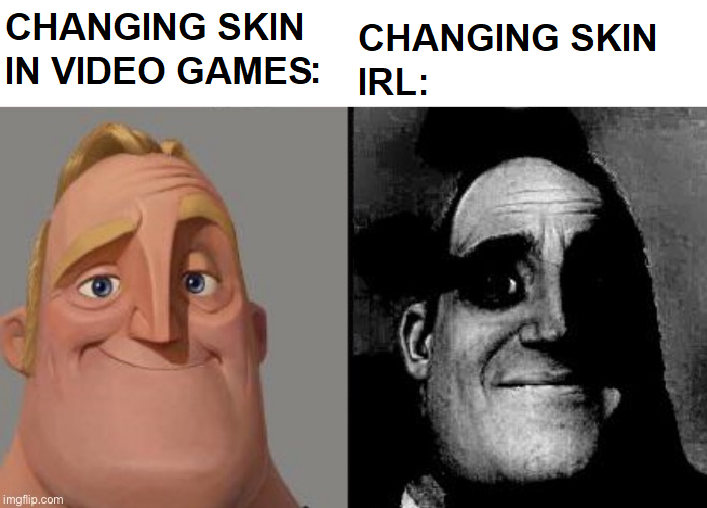 CHANGING SKIN
IN VIDEO GAMES:
CHANGING SKIN
IRL:
imgflip.com